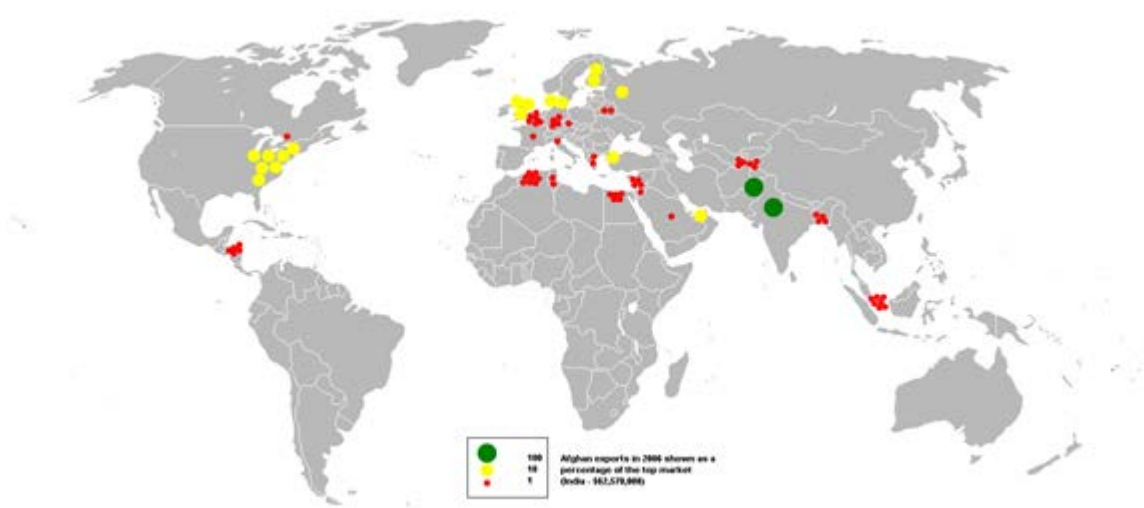 100
10
1
Afghan exports in 2006 shown as a
percentage of the top market
(India - $62,570,000)